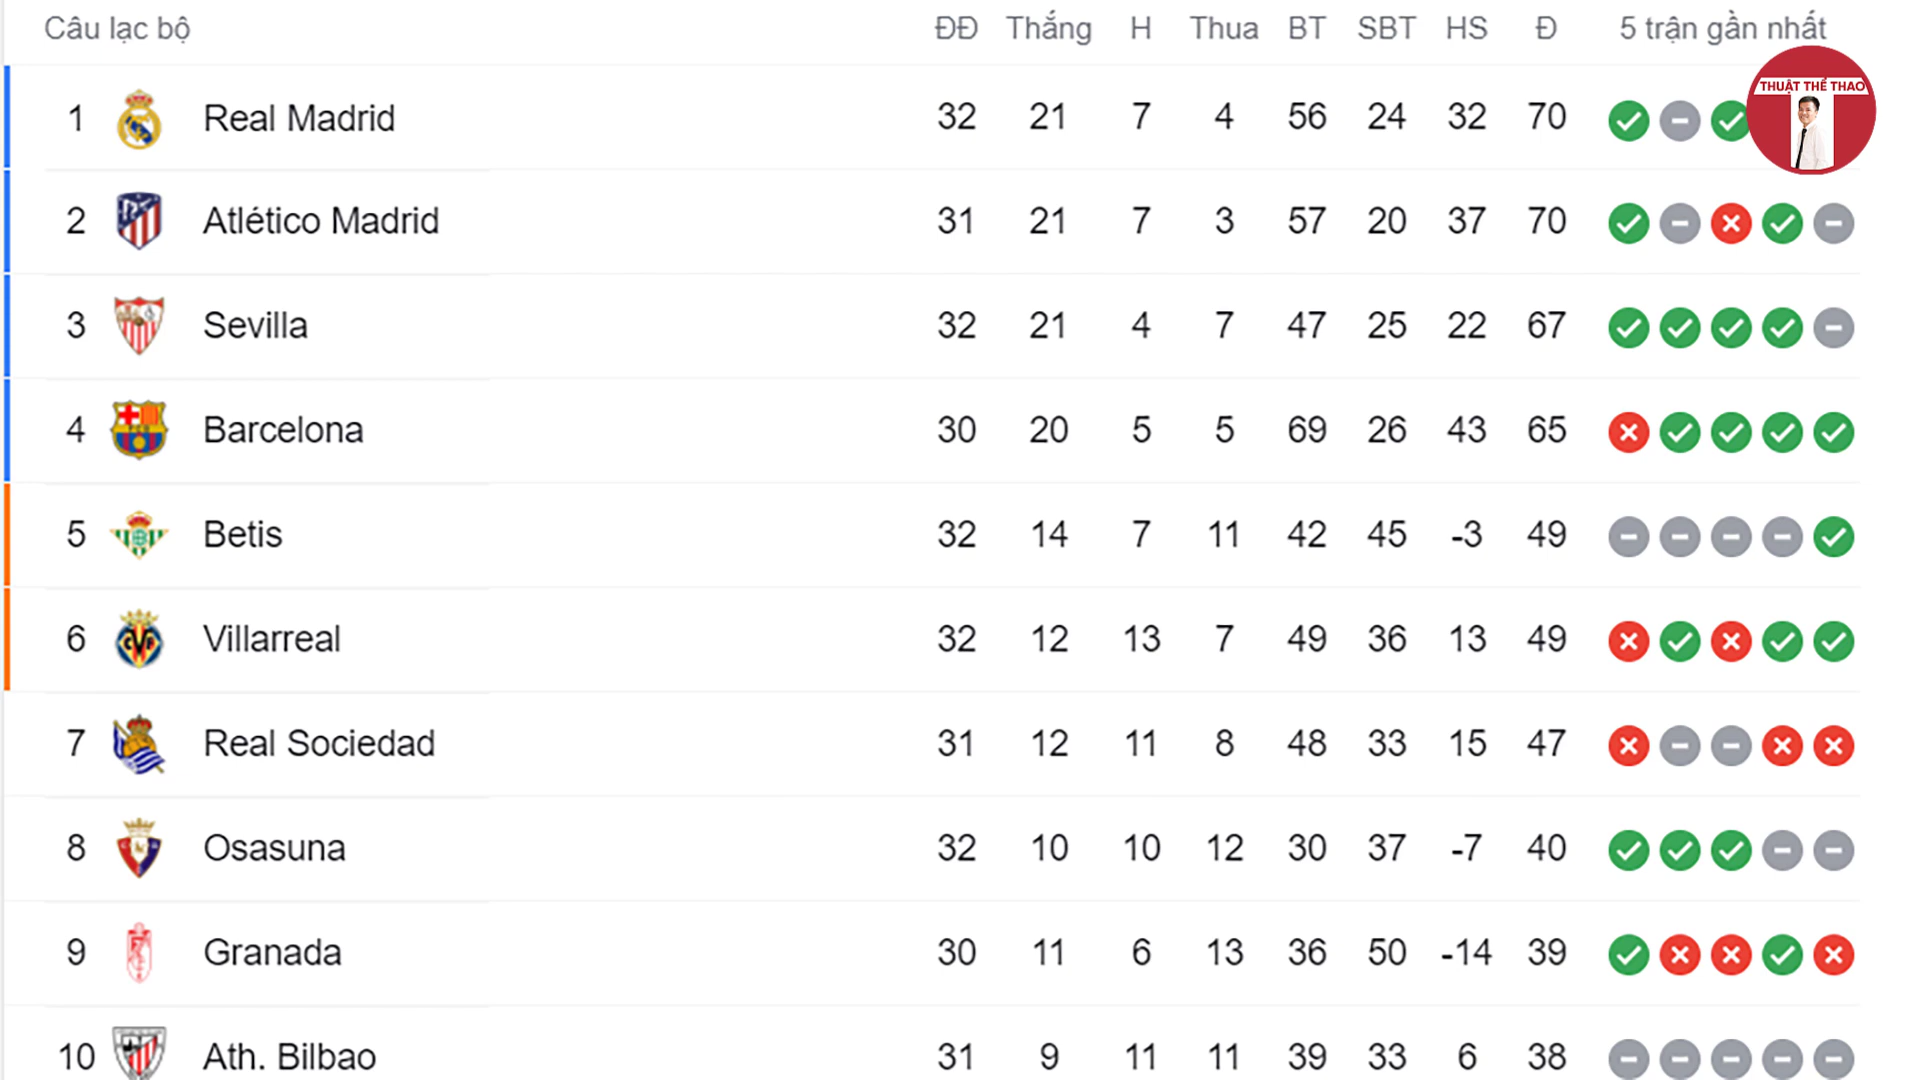 Câu lạc bộ ĐĐ Thắng H Thua BT SBT HS Đ 5 trận gần nhất
THUẬT THỂ THAO
1 Real Madrid 32 21 7 4 56 24 32 70
2 Atlético Madrid 31 21 7 3 57 20 37 70
3 Sevilla 32 21 4 7 47 25 22 67
4 Barcelona 30 20 5 5 69 26 43 65
5 Betis 32 14 7 11 42 45 -3 49
6 Villarreal 32 12 13 7 49 36 13 49
7 Real Sociedad 31 12 11 8 48 33 15 47
8 Osasuna 32 10 10 12 30 37 -7 40
9 Granada 30 11 6 13 36 50 -14 39
10 Ath. Bilbao 31 9 11 11 39 33 6 38